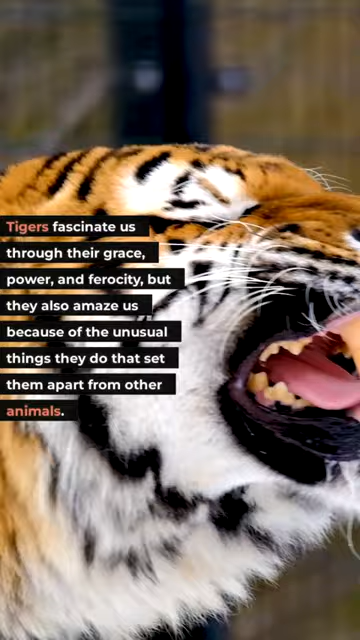 Tigers fascinate us
through their grace,
power, and ferocity, but
they also amaze us
because of the unusual
things they do that set
them apart from other
animals.